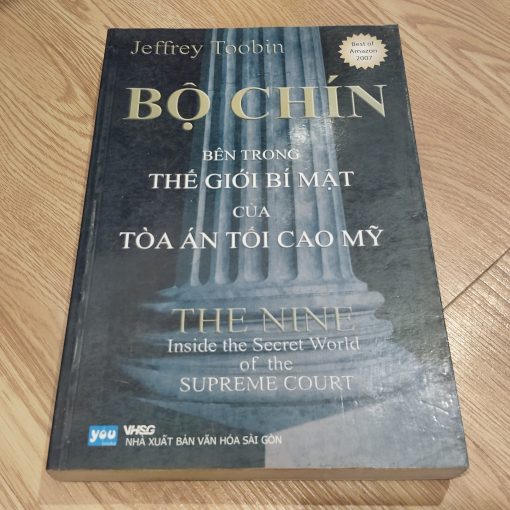 Jeffrey Toobin
Best of
Amazon
2007
BỘ CHÍN
BÊN TRONG
THẾ GIỚI BÍ MẬT
CỦA
TÒA ÁN TỐI CAO MỸ
THE NINE
Inside the Secret World
of the
SUPREME COURT
you
books
VHSG
NHÀ XUẤT BẢN VĂN HÓA SÀI GÒN